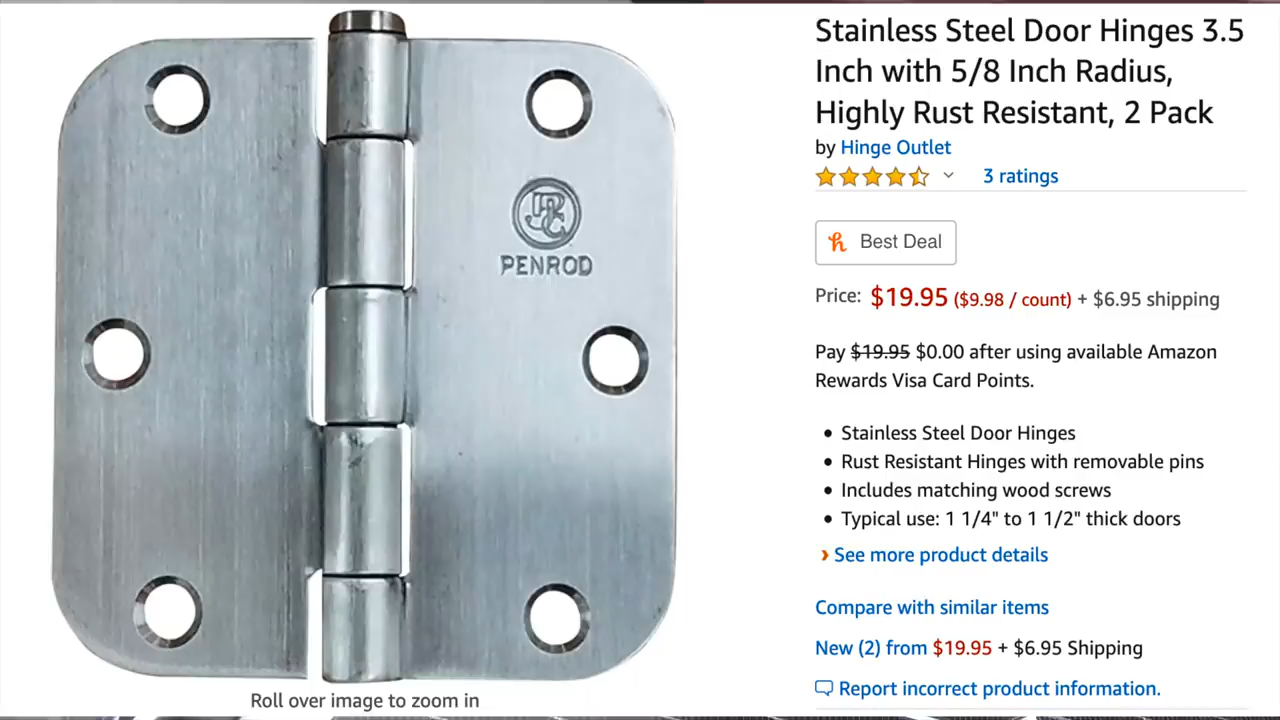 Stainless Steel Door Hinges 3.5
Inch with 5/8 Inch Radius,
Highly Rust Resistant, 2 Pack
by Hinge Outlet
3 ratings
Best Deal
Price: $19.95 ($9.98 / count) + $6.95 shipping
Pay $19.95 $0.00 after using available Amazon
Rewards Visa Card Points.
• Stainless Steel Door Hinges
• Rust Resistant Hinges with removable pins
• Includes matching wood screws
• Typical use: 1 1/4" to 1 1/2" thick doors
› See more product details
Compare with similar items
New (2) from $19.95 + $6.95 Shipping
Report incorrect product information.
PENROD
Roll over image to zoom in